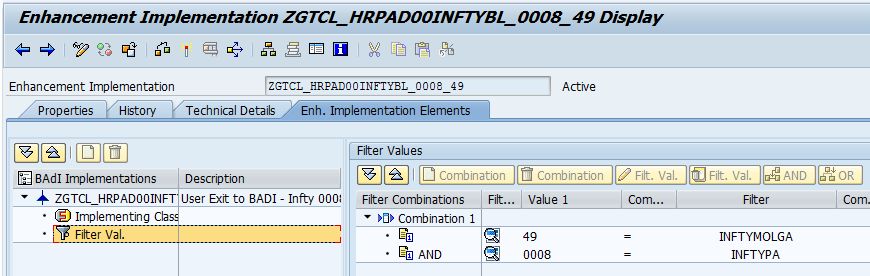 Enhancement Implementation ZGTCL_HRPAD00INFTYBL_0008_49 Display
Enhancement Implementation ZGTCL_HRPAD00INFTYBL_0008_49 Active
Properties History Technical Details Enh. Implementation Elements
Filter Values
Combination Combination Filt. Val. Filt. Val. AND OR
BAdI Implementations Description
Filter Combinations Filt... Value 1 Com... Filter Com.
ZGTCL_HRPAD00INFT User Exit to BADI - Infty 0008
Combination 1
Implementing Class
49 = INFTYMOLGA
Filter Val.
AND 0008 = INFTYPA